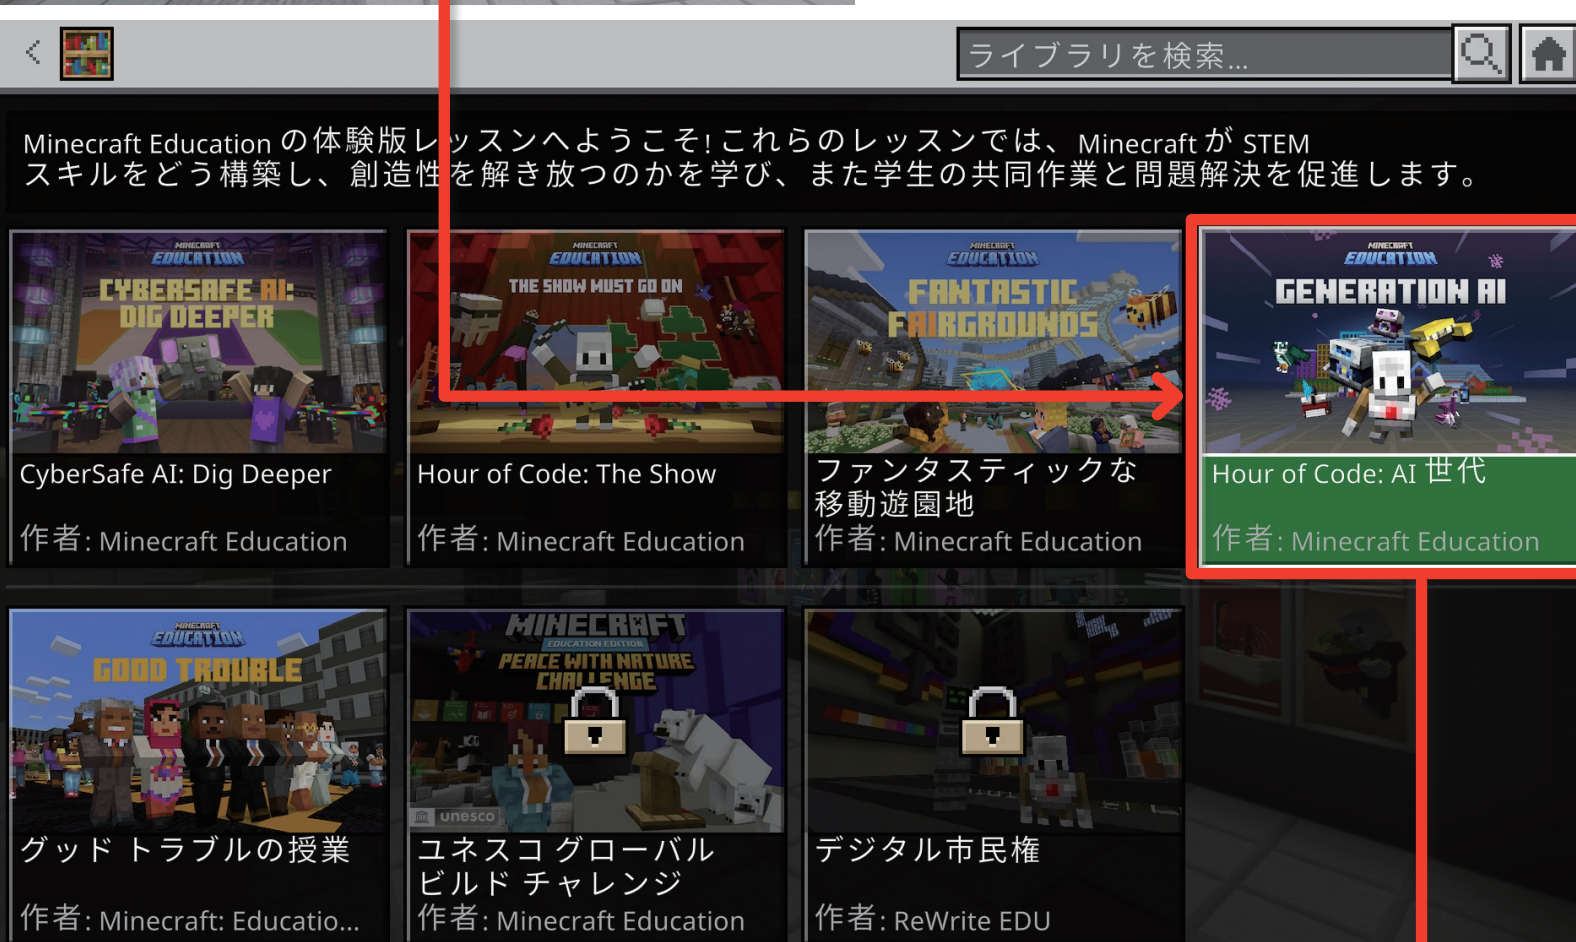 ライブラリを検索...
Minecraft Education の体験版レッスンへようこそ! これらのレッスンでは、Minecraft が STEM
スキルをどう構築し、創造性を解き放つのかを学び、また学生の共同作業と問題解決を促進します。
MINECRAFT
EDUCATION
CYBERSAFE AI:
DIG DEEPER
CyberSafe AI: Dig Deeper
作者: Minecraft Education
MINECRAFT
EDUCATION
THE SHOW MUST GO ON
Hour of Code: The Show
作者: Minecraft Education
MINECRAFT
EDUCATION
FANTASTIC
FAIRGROUNDS
ファンタスティックな
移動遊園地
作者: Minecraft Education
MINECRAFT
EDUCATION
GENERATION AI
Hour of Code: AI 世代
作者: Minecraft Education
MINECRAFT
EDUCATION
GOOD TROUBLE
グッド トラブルの授業
作者: Minecraft: Educatio...
MINECRAFT
EDUCATION EDITION
PEACE WITH NATURE
CHALLENGE
unesco
ユネスコ グローバル
ビルド チャレンジ
作者: Minecraft Education
デジタル市民権
作者: ReWrite EDU